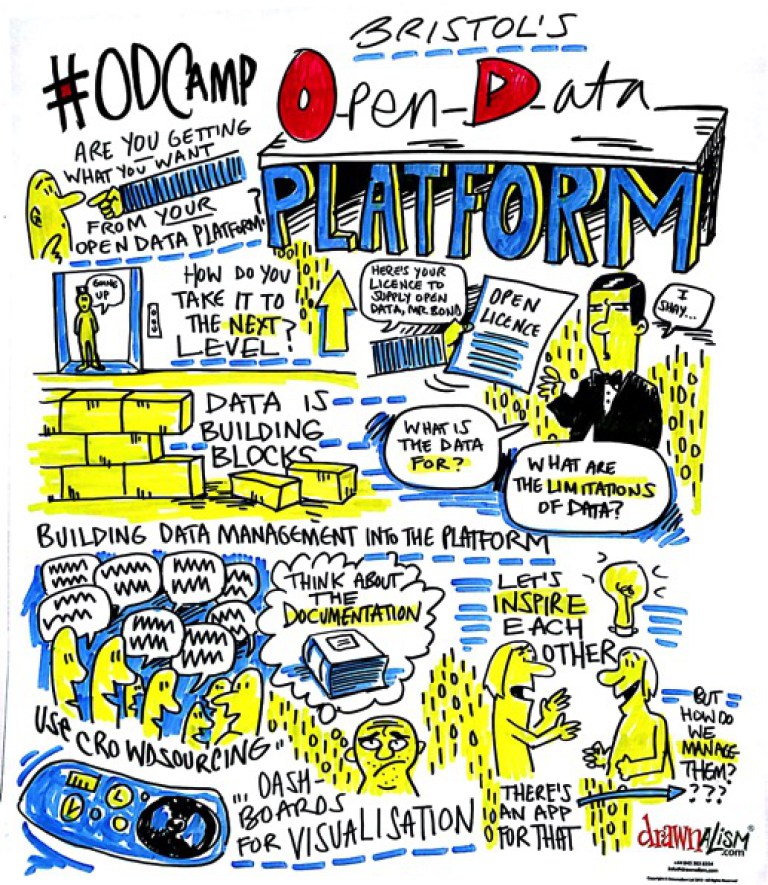 BRISTOL'S
#ODCAMP
OPen-Data
PLATFORM
ARE YOU GETTING
WHAT YOU WANT
FROM YOUR
OPEN DATA PLATFORM?
GOING
UP
HOW DO YOU
TAKE IT TO
THE NEXT
LEVEL?
HERE'S YOUR
LICENCE TO
SUPPLY OPEN
DATA, MR BOND
OPEN
LICENCE
I
SHAY...
DATA IS
BUILDING
BLOCKS
WHAT IS
THE DATA
FOR?
WHAT ARE
THE LIMITATIONS
OF DATA?
BUILDING DATA MANAGEMENT INTO THE PLATFORM
THINK ABOUT
THE
DOCUMENTATION
LET'S
INSPIRE
EACH
OTHER
USE CROWDSOURCING"
"... DASH-
BOARDS
FOR VISUALISATION
THERE'S
AN APP
FOR THAT
BUT
HOW DO
WE
MANAGE
THEM?
???
drawnALiSM®
.com